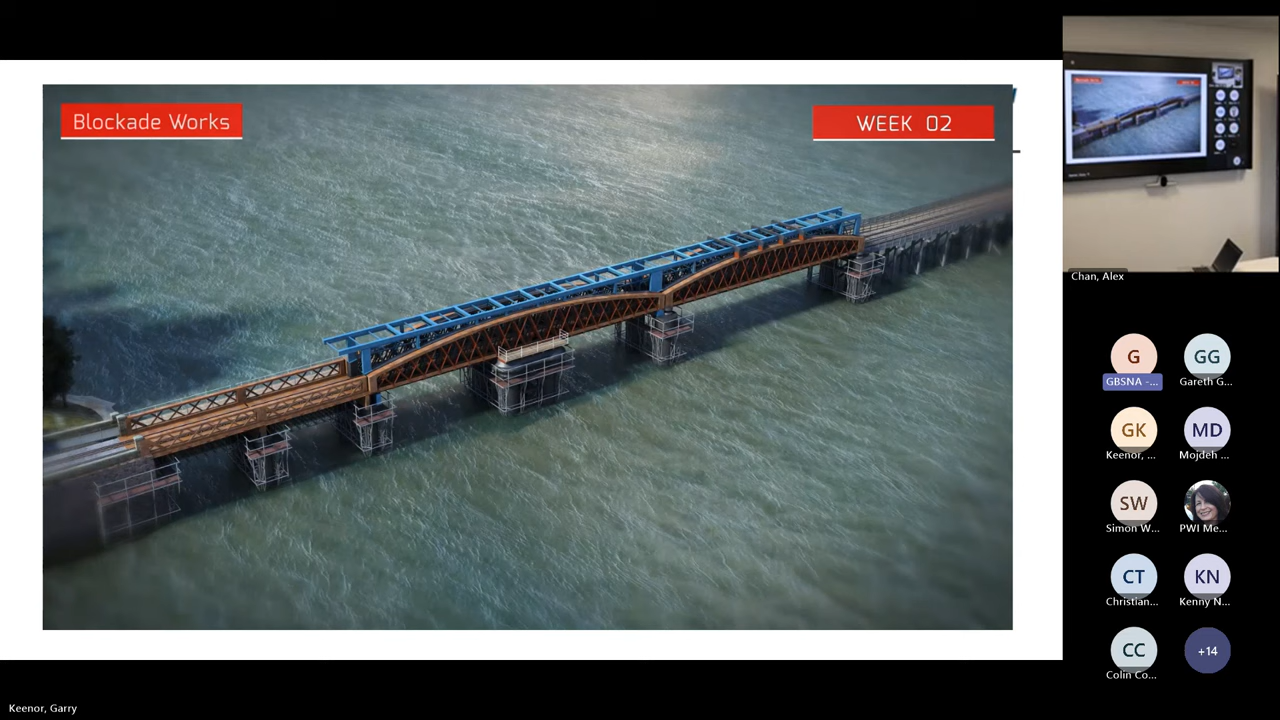 Blockade Works
WEEK 02
Chan, Alex
G
GG
GBSNA -...
Gareth G...
GK
MD
Keenor, ...
Mojdeh ...
SW
Simon W...
PWI Me...
CT
KN
Christian...
Kenny N...
CC
+14
Colin Co...
Keenor, Garry